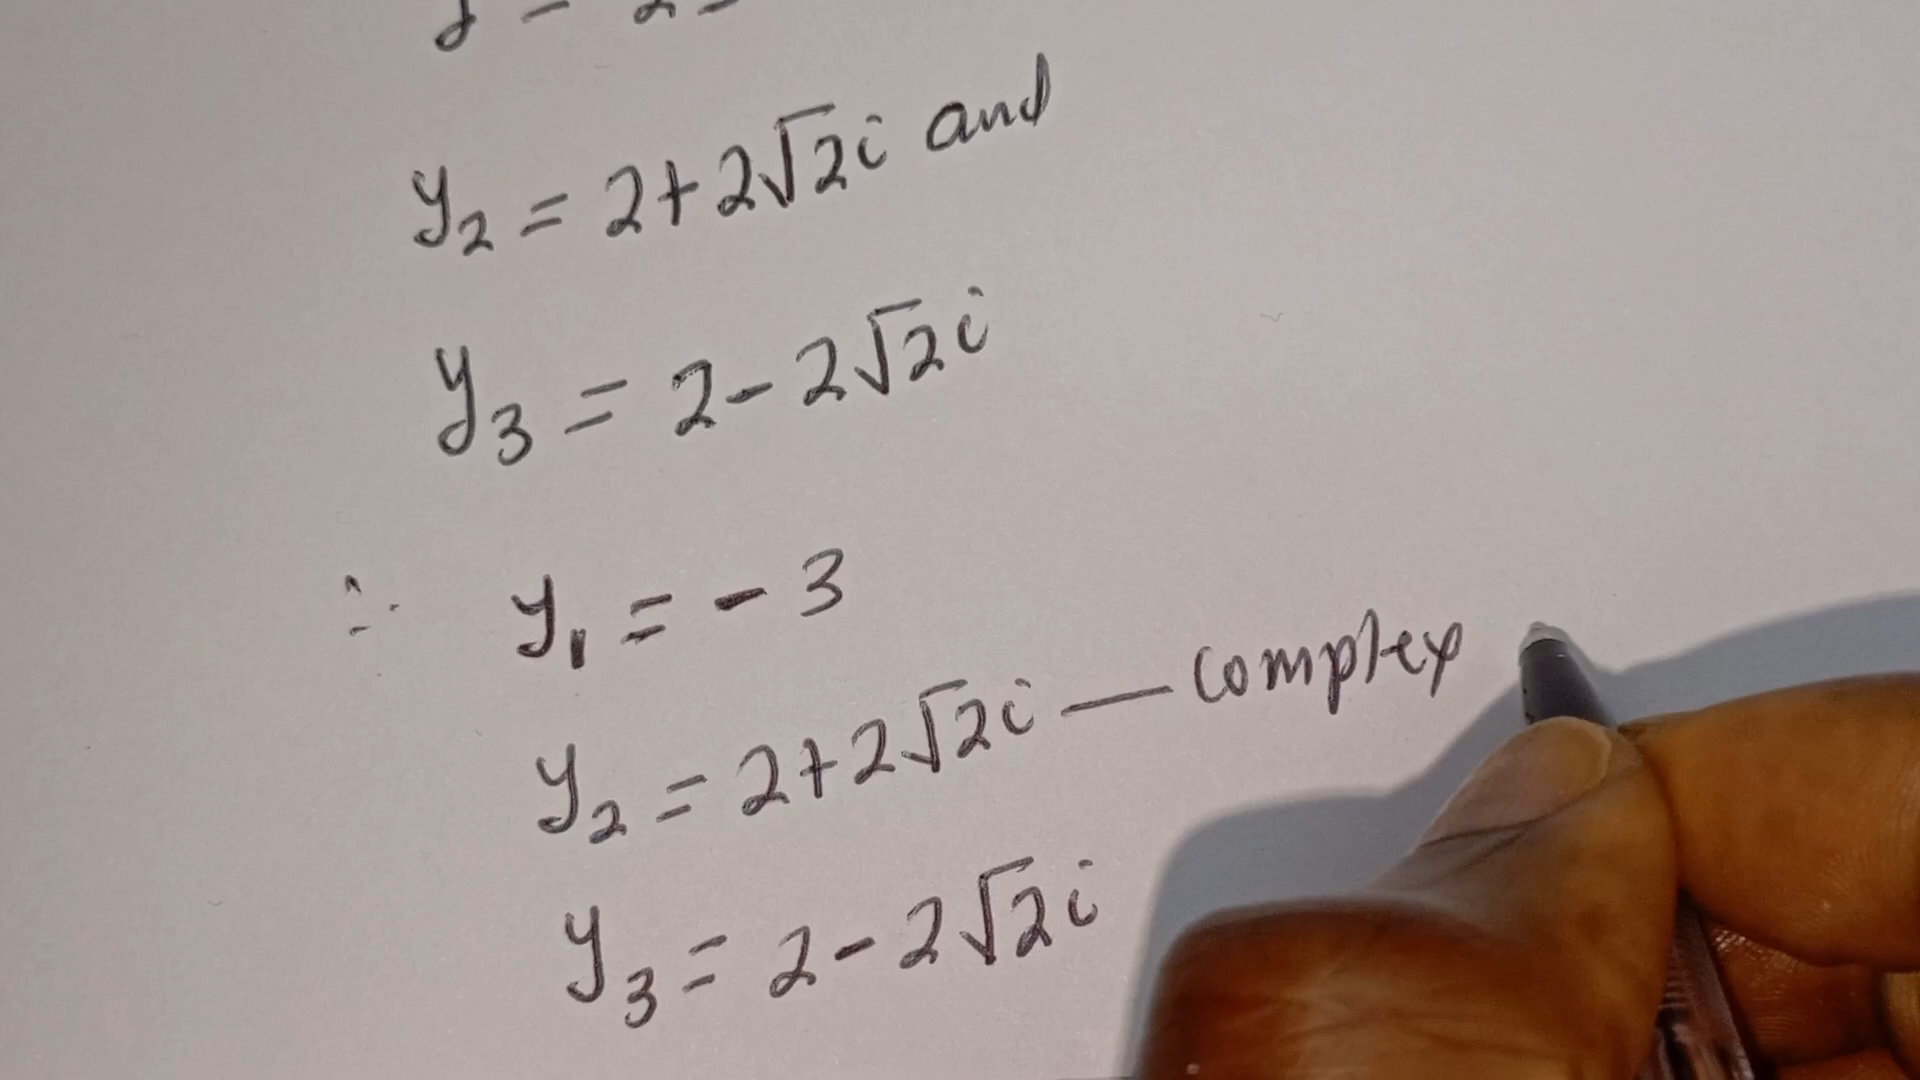 y₂ = 2+2√2i and
y₃ = 2-2√2i
∴ y₁ = -3
y₂ = 2+2√2i — complex
y₃ = 2-2√2i